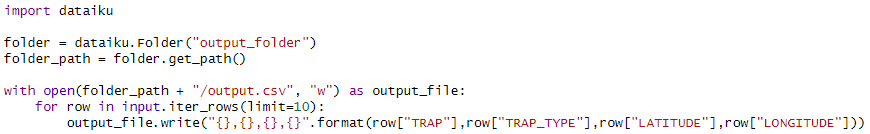 import dataiku
folder = dataiku.Folder("output_folder")
folder_path = folder.get_path()
with open(folder_path + "/output.csv", "w") as output_file:
    for row in input.iter_rows(limit=10):
        output_file.write("{},{},{},{}".format(row["TRAP"],row["TRAP_TYPE"],row["LATITUDE"],row["LONGITUDE"]))